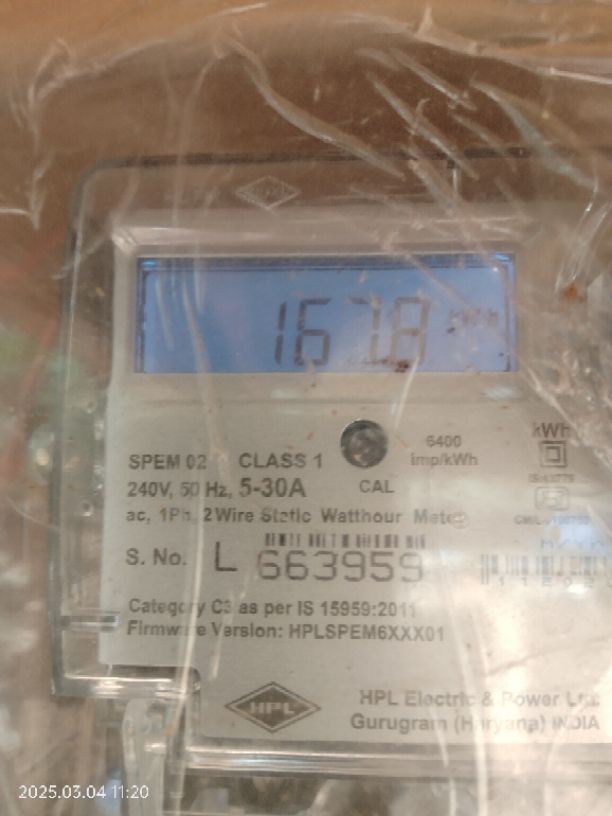 kWh
SPEM 02 CLASS 1
6400
imp/kWh
kWh
240V, 50 Hz, 5-30A
CAL
ac, 1Ph, 2 Wire Static Watthour Meter
S. No. L 663959
Category C3 as per IS 15959:2011
Firmware Version: HPLSPEM6XXX01
HPL
HPL Electric & Power Ltd.
Gurugram (Haryana) INDIA
2025.03.04 11:20